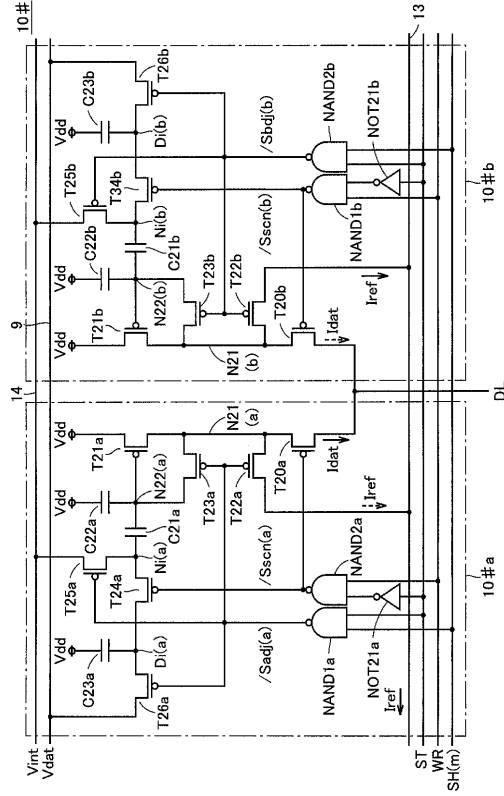 10#
14
9
13
Vint
Vdat
Vdd
C23a
T26a
Di(a)
T25a
T24a
Ni(a)
Vdd
C22a
C21a
N22(a)
T21a
Vdd
T23a
T22a
N21
(a)
T20a
Idat
Iref
/Sadj(a)
/Sscn(a)
NAND1a
NAND2a
NOT21a
Iref
10#a
Vdd
T21b
Vdd
C22b
N22(b)
C21b
Ni(b)
T25b
T34b
Vdd
C23b
Di(b)
T26b
T23b
T22b
N21
(b)
T20b
Idat
Iref
/Sscn(b)
/Sbdj(b)
NAND1b
NAND2b
NOT21b
10#b
DL
ST
WR
SH(m)